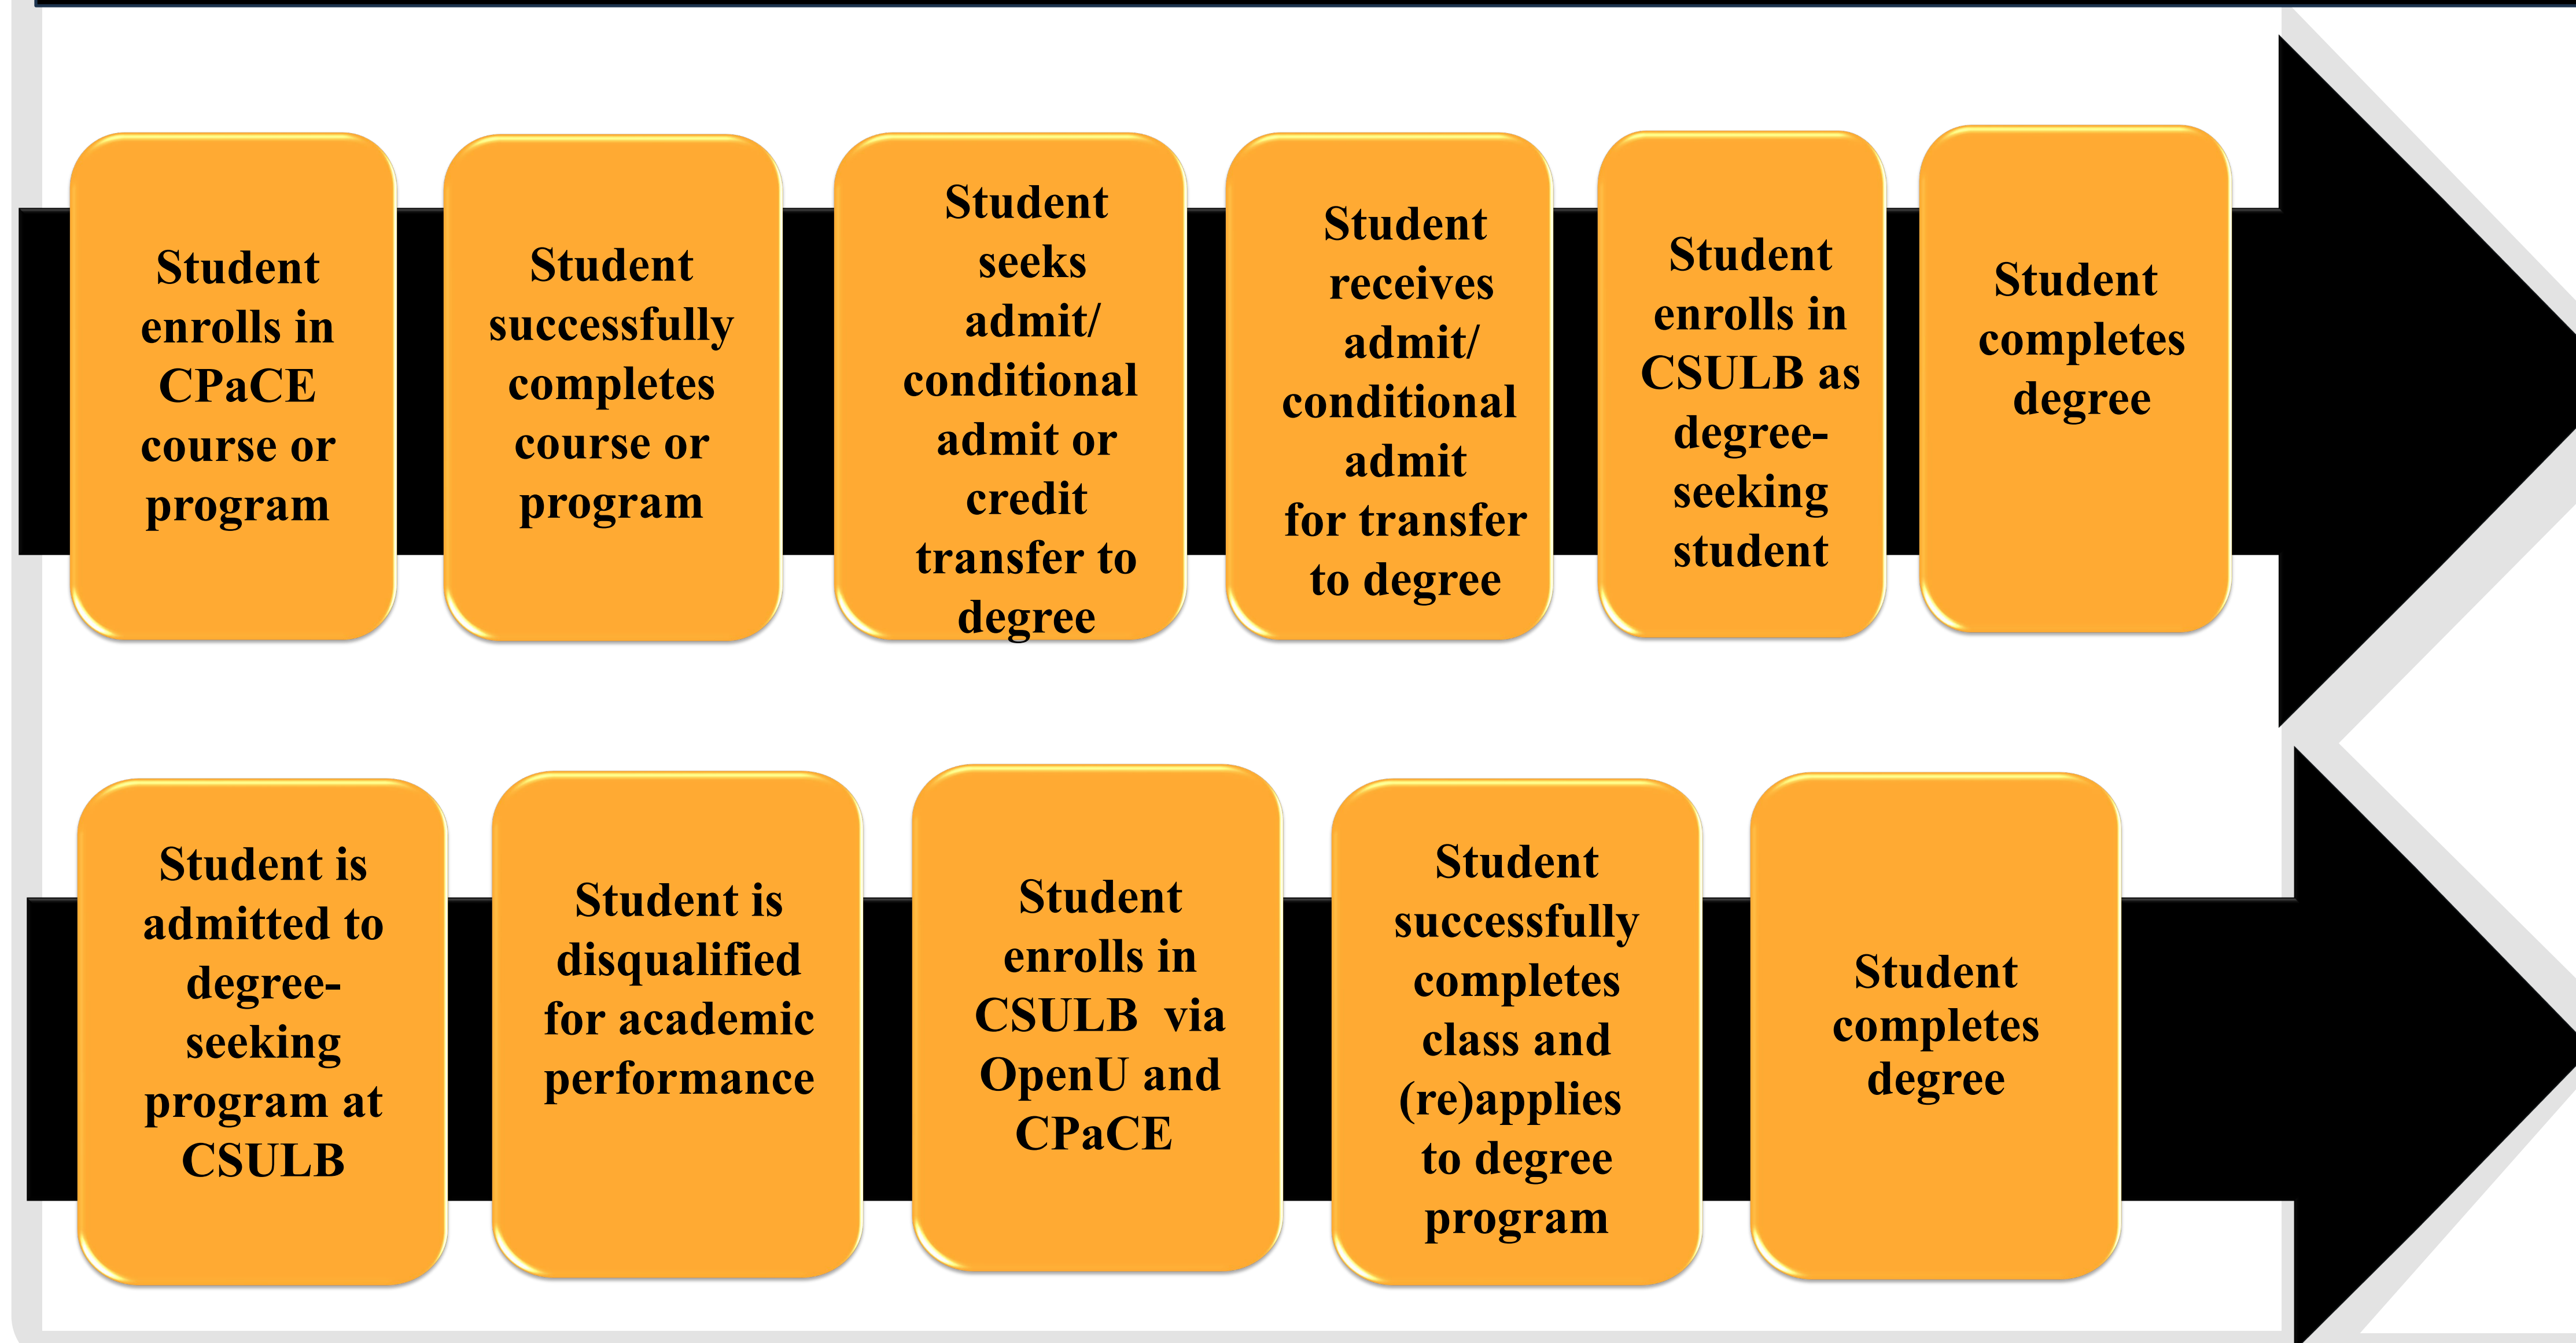 Student
enrolls in
CPaCE
course or
program
Student
successfully
completes
course or
program
Student
seeks
admit/
conditional
admit or
credit
transfer to
degree
Student
receives
admit/
conditional
admit
for transfer
to degree
Student
enrolls in
CSULB as
degree-
seeking
student
Student
completes
degree
Student is
admitted to
degree-
seeking
program at
CSULB
Student is
disqualified
for academic
performance
Student
enrolls in
CSULB  via
OpenU and
CPaCE
Student
successfully
completes
class and
(re)applies
to degree
program
Student
completes
degree